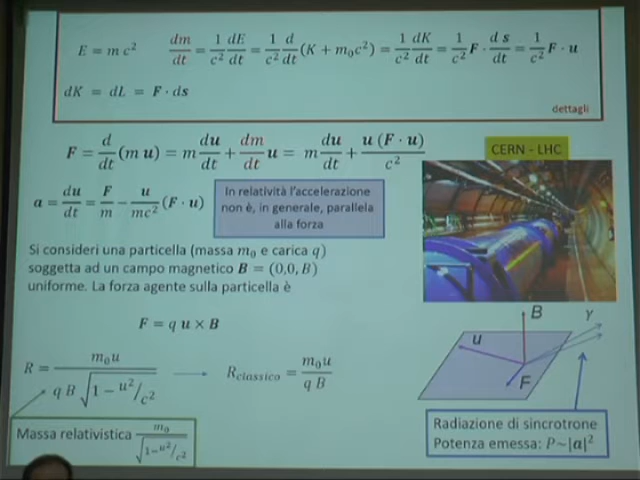 E = m c² dm/dt = 1/c² dE/dt = 1/c² d/dt (K + m₀c²) = 1/c² dK/dt = 1/c² F · d s/dt = 1/c² F · u
dK = dL = F · ds
dettagli
F = d/dt (m u) = m du/dt + dm/dt u = m du/dt + u (F · u)/c²
CERN - LHC
a = du/dt = F/m − u/mc² (F · u)
In relatività l'accelerazione
non è, in generale, parallela
alla forza
Si consideri una particella (massa m₀ e carica q)
soggetta ad un campo magnetico B = (0,0, B)
uniforme. La forza agente sulla particella è
F = q u × B
R = m₀u / q B √1 − u²/c² → R_classico = m₀u / q B
B
γ
u
F
Massa relativistica m₀ / √1−u²/c²
Radiazione di sincrotrone
Potenza emessa: P~|a|²